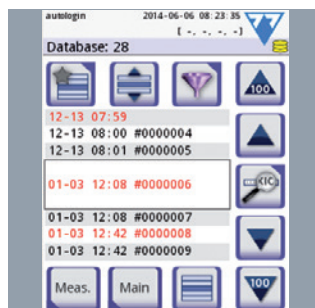 autologin 2014-06-06 08:23:35
[ -. -. -. -]
Database: 28
100
12-13 07:59
12-13 08:00 #0000004
12-13 08:01 #0000005
01-03 12:08 #0000006
KIC
01-03 12:08 #0000007
01-03 12:42 #0000008
01-03 12:42 #0000009
Meas.
Main
100